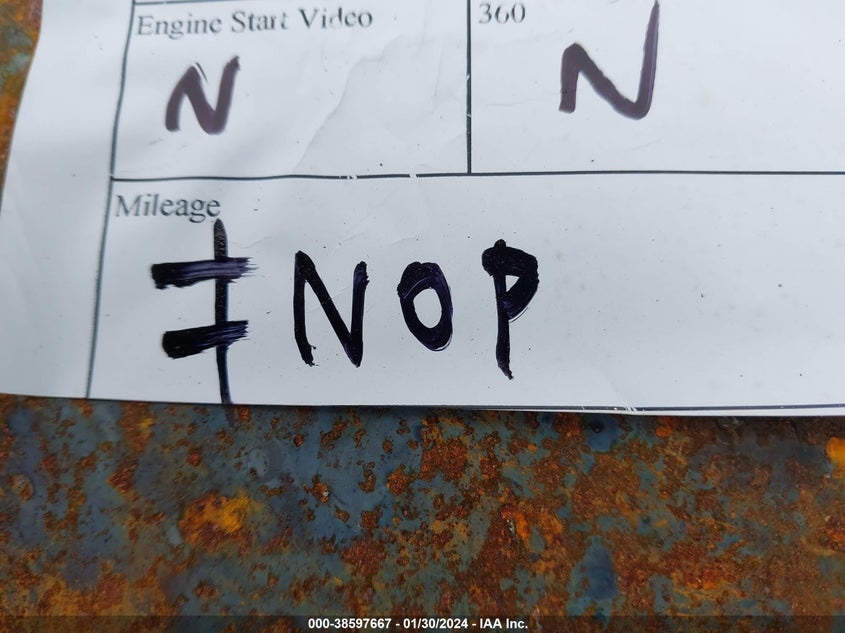 Engine Start Video
360
N
N
Mileage
NOP
000-38597667 - 01/30/2024 - IAA Inc.